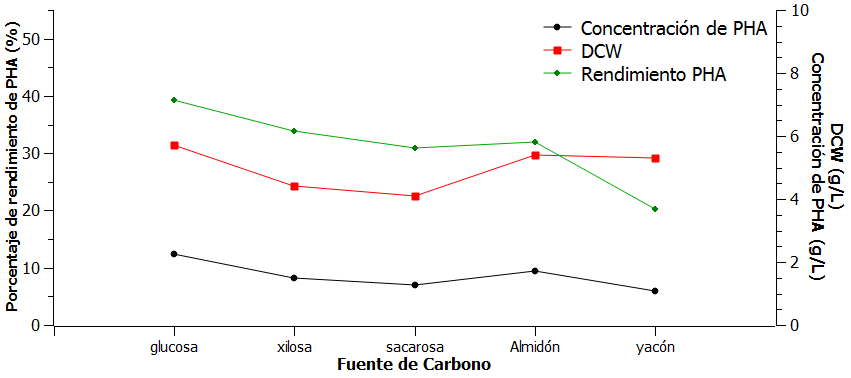 Concentración de PHA
DCW
Rendimiento PHA
Porcentaje de rendimiento de PHA (%)
50
40
30
20
10
0
10
8
6
4
2
0
DCW (g/L)
Concentración de PHA (g/L)
glucosa
xilosa
sacarosa
Almidón
yacón
Fuente de Carbono